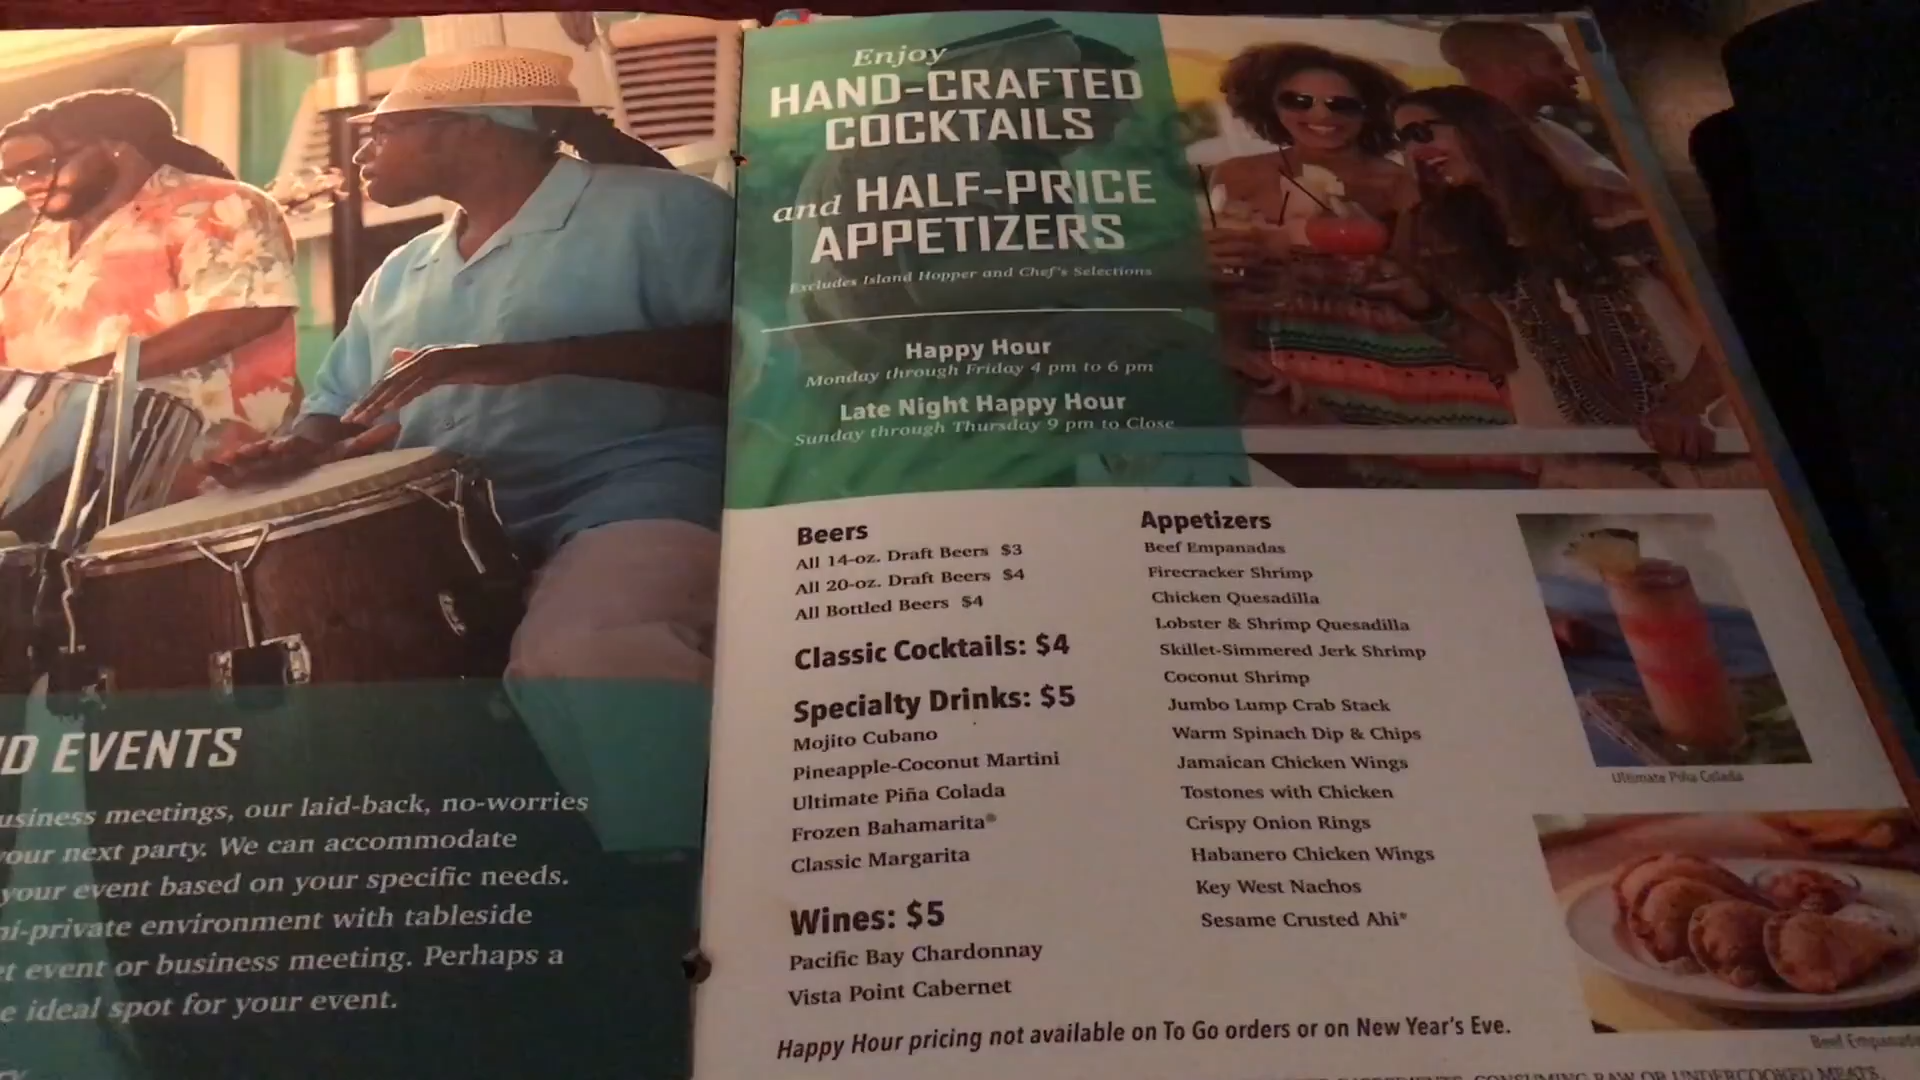 EVENTS
business meetings, our laid-back, no-worries
your next party. We can accommodate
your event based on your specific needs.
environment with tableside
event or business meeting. Perhaps a
ideal spot for your event.
Enjoy
HAND-CRAFTED
COCKTAILS
and HALF-PRICE
APPETIZERS
Excludes Island Hopper and Chef's Selections
Happy Hour
Monday through Friday 4 pm to 6 pm
Late Night Happy Hour
Sunday through Thursday 9 pm to Close
Beers
All 14-oz. Draft Beers $3
All 20-oz. Draft Beers $4
All Bottled Beers $4
Classic Cocktails: $4
Specialty Drinks: $5
Mojito Cubano
Pineapple-Coconut Martini
Ultimate Piña Colada
Frozen Bahamarita®
Classic Margarita
Wines: $5
Pacific Bay Chardonnay
Vista Point Cabernet
Appetizers
Beef Empanadas
Firecracker Shrimp
Chicken Quesadilla
Lobster & Shrimp Quesadilla
Skillet-Simmered Jerk Shrimp
Coconut Shrimp
Jumbo Lump Crab Stack
Warm Spinach Dip & Chips
Jamaican Chicken Wings
Tostones with Chicken
Crispy Onion Rings
Habanero Chicken Wings
Key West Nachos
Sesame Crusted Ahi*
Ultimate Piña Colada
Beef Empanadas
Happy Hour pricing not available on To Go orders or on New Year's Eve.
CONSUMING RAW OR UNDERCOOKED MEATS,